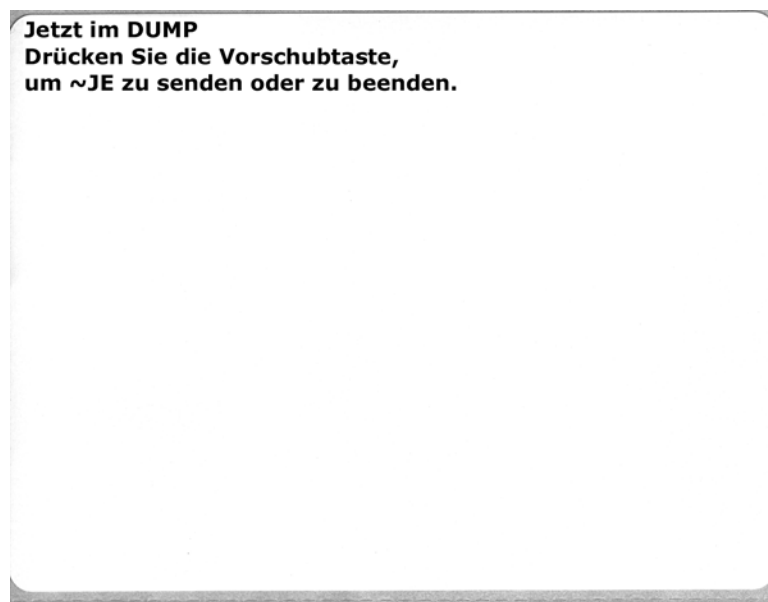 Jetzt im DUMP
Drücken Sie die Vorschubtaste,
um ~JE zu senden oder zu beenden.